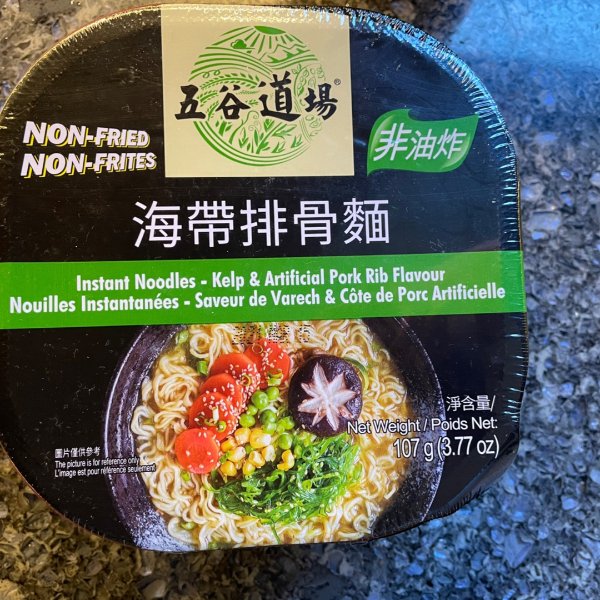 五谷道場®
NON-FRIED
NON-FRITES
非油炸
海帶排骨麵
Instant Noodles - Kelp & Artificial Pork Rib Flavour
Nouilles Instantanées - Saveur de Varech & Côte de Porc Artificielle
淨含量/
Net Weight / Poids Net:
107 g (3.77 oz)
圖片僅供參考
The picture is for reference only
L'image est pour référence seulement